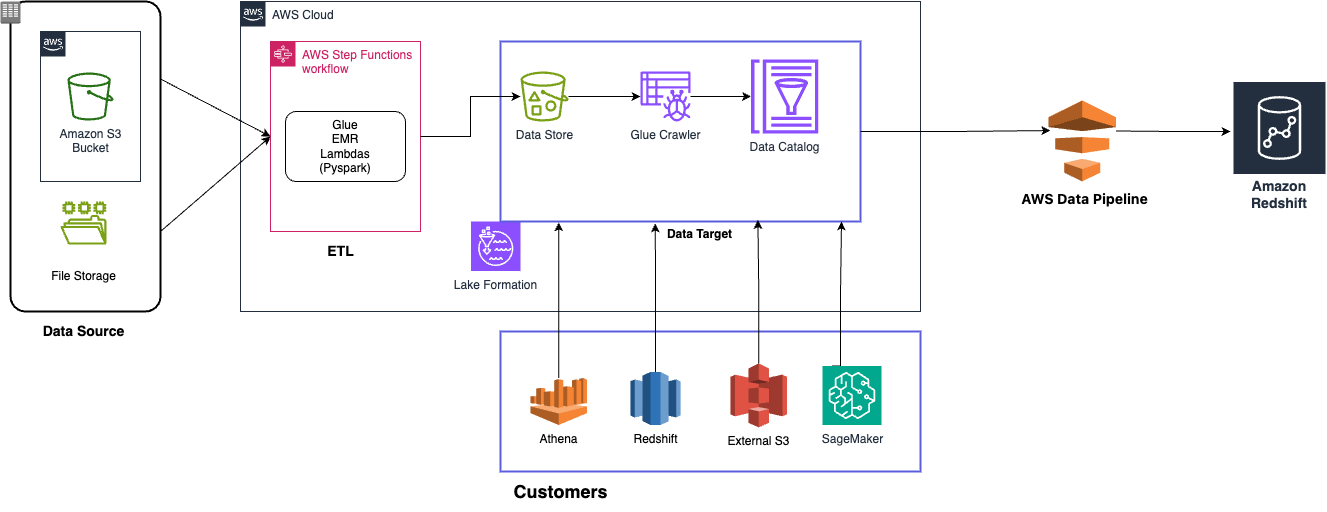 aws
AWS Cloud
aws
Amazon S3
Bucket
File Storage
Data Source
AWS Step Functions
workflow
Glue
EMR
Lambdas
(Pyspark)
ETL
Data Store
Glue Crawler
Data Catalog
Data Target
Lake Formation
AWS Data Pipeline
Amazon
Redshift
Athena
Redshift
External S3
SageMaker
Customers